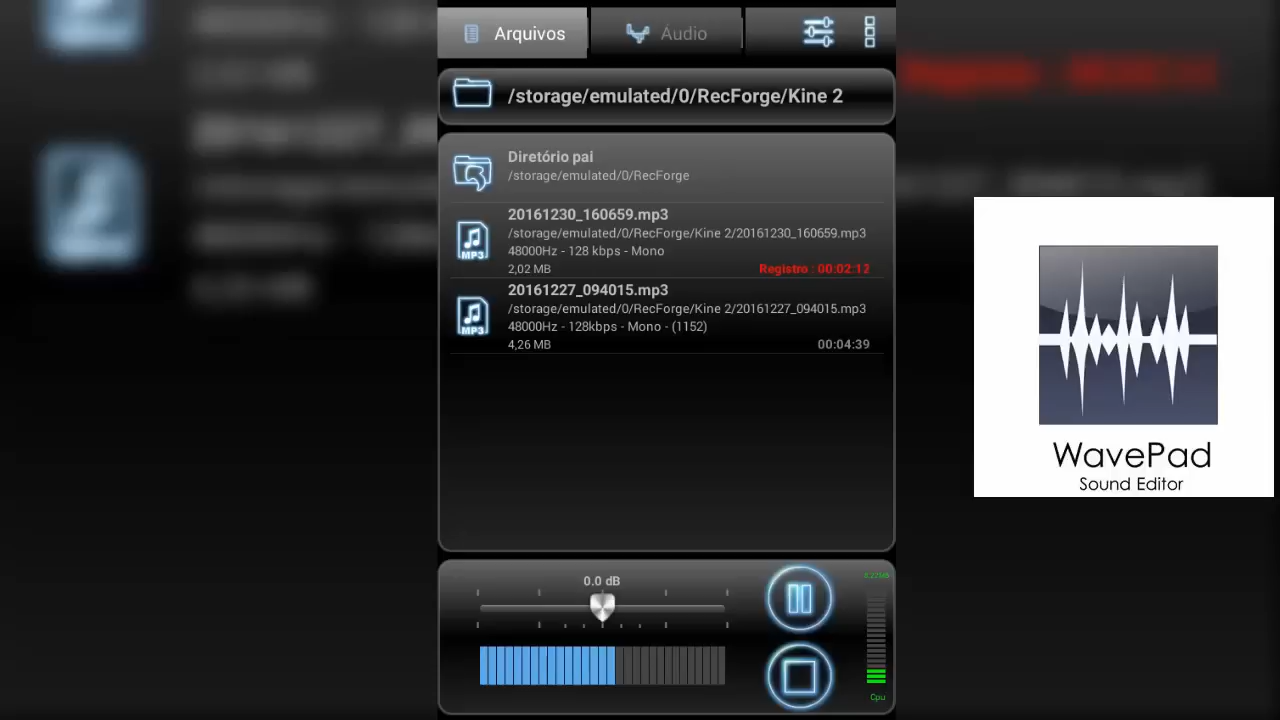 Arquivos
Áudio
/storage/emulated/0/RecForge/Kine 2
Diretório pai
/storage/emulated/0/RecForge
20161230_160659.mp3
/storage/emulated/0/RecForge/Kine 2/20161230_160659.mp3
48000Hz - 128 kbps - Mono
2,02 MB
Registro : 00:02:12
MP3
20161227_094015.mp3
/storage/emulated/0/RecForge/Kine 2/20161227_094015.mp3
48000Hz - 128kbps - Mono - (1152)
4,26 MB
00:04:39
MP3
0.0 dB
Cpu
WavePad
Sound Editor